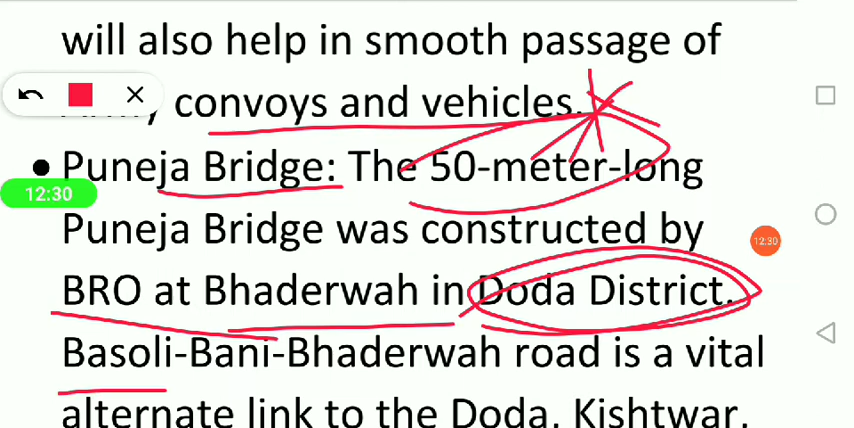 will also help in smooth passage of
convoys and vehicles.
• Puneja Bridge: The 50-meter-long
12:30
Puneja Bridge was constructed by
12:30
BRO at Bhaderwah in Doda District.
Basoli-Bani-Bhaderwah road is a vital
alternate link to the Doda, Kishtwar,